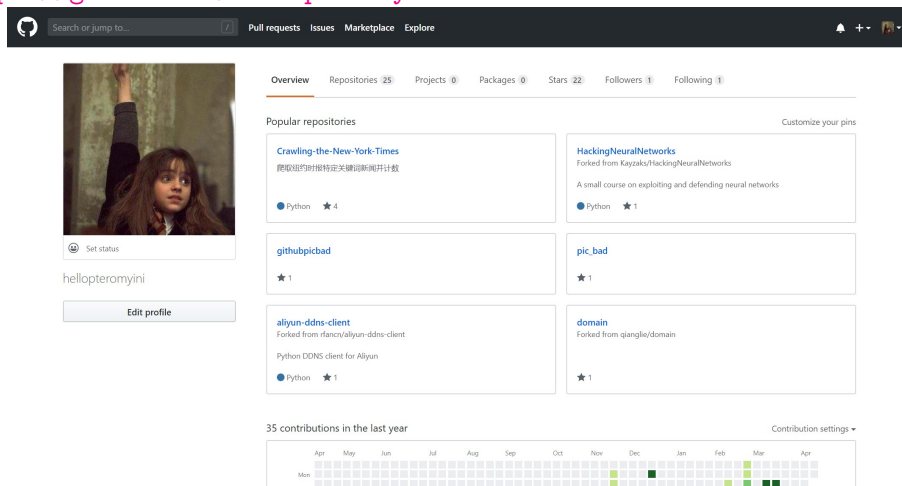 Search or jump to... /
Pull requests Issues Marketplace Explore
Overview Repositories 25 Projects 0 Packages 0 Stars 22 Followers 1 Following 1
Popular repositories Customize your pins
Crawling-the-New-York-Times
爬取纽约时报特定关键词新闻并计数
Python 4
HackingNeuralNetworks
Forked from Kayzaks/HackingNeuralNetworks
A small course on exploiting and defending neural networks
Python 1
Set status
hellopteromyini
Edit profile
githubpicbad
1
pic_bad
1
aliyun-ddns-client
Forked from rfancn/aliyun-ddns-client
Python DDNS client for Aliyun
Python 1
domain
Forked from qianglie/domain
1
35 contributions in the last year Contribution settings
Apr May Jun Jul Aug Sep Oct Nov Dec Jan Feb Mar Apr
Mon